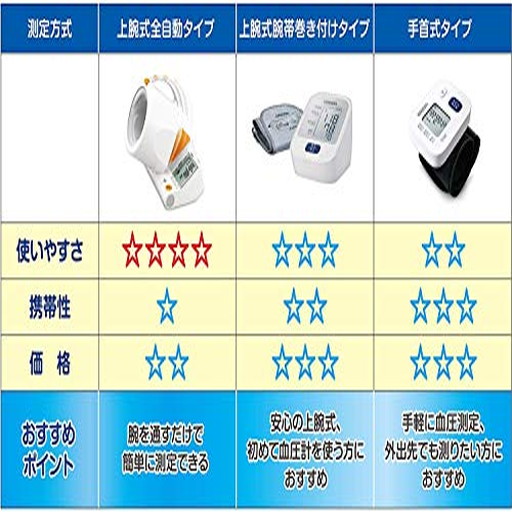 測定方式 上腕式全自動タイプ 上腕式腕帯巻き付けタイプ 手首式タイプ
使いやすさ ☆☆☆☆ ☆☆☆ ☆☆
携帯性 ☆ ☆☆ ☆☆☆
価格 ☆☆ ☆☆☆ ☆☆☆
おすすめ
ポイント
腕を通すだけで
簡単に測定できる
安心の上腕式、
初めて血圧計を使う方に
おすすめ
手軽に血圧測定、
外出先でも測りたい方に
おすすめ